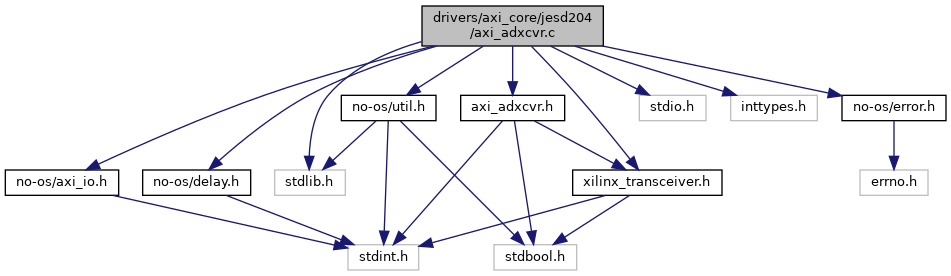 drivers/axi_core/jesd204
/axi_adxcvr.c
no-os/util.h
axi_adxcvr.h
stdio.h
inttypes.h
no-os/error.h
no-os/axi_io.h
no-os/delay.h
stdlib.h
xilinx_transceiver.h
errno.h
stdint.h
stdbool.h